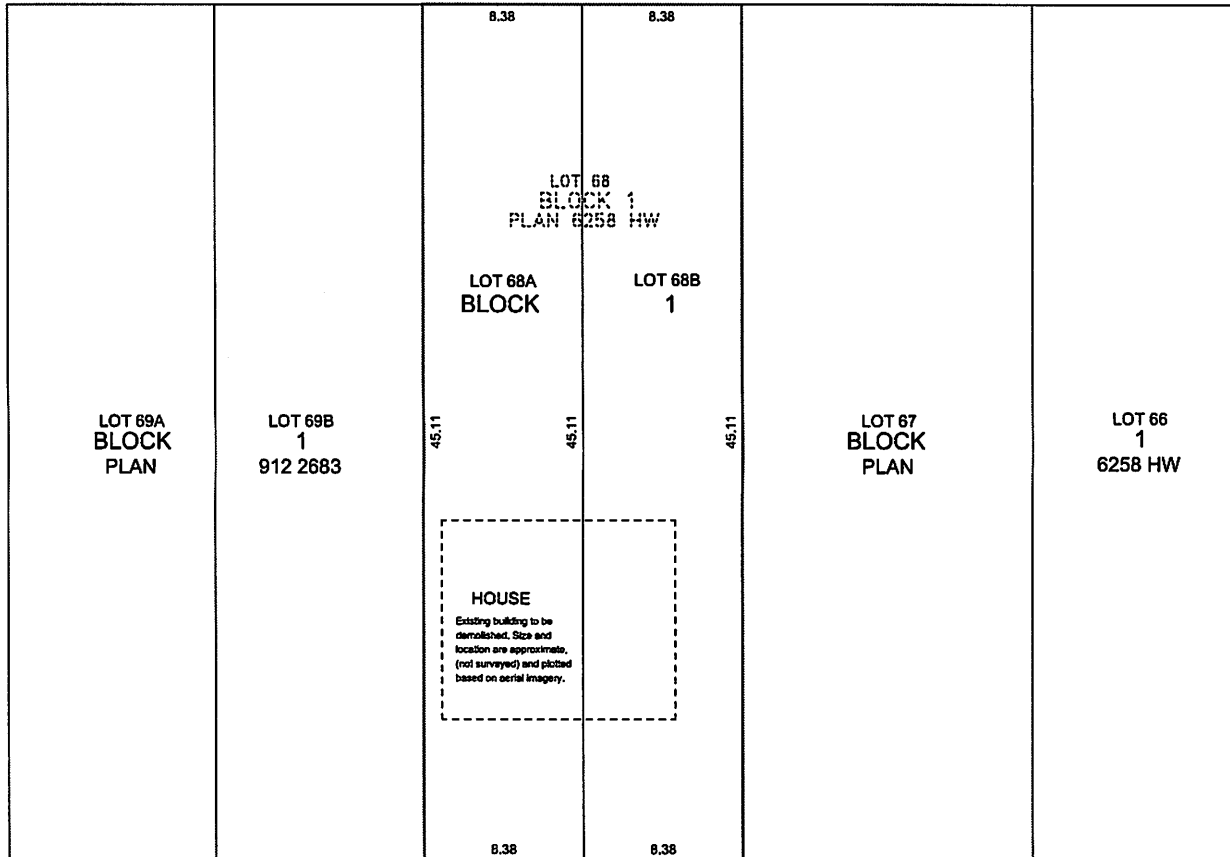 8.38 8.38
LOT 68
BLOCK 1
PLAN 6258 HW
LOT 68A LOT 68B
BLOCK 1
LOT 69A LOT 69B
BLOCK 1
PLAN 912 2683
45.11
45.11
45.11
LOT 67 LOT 66
BLOCK 1
PLAN 6258 HW
HOUSE
Existing building to be
demolished. Size and
location are approximate,
(not surveyed) and plotted
based on aerial imagery.
8.38 8.38